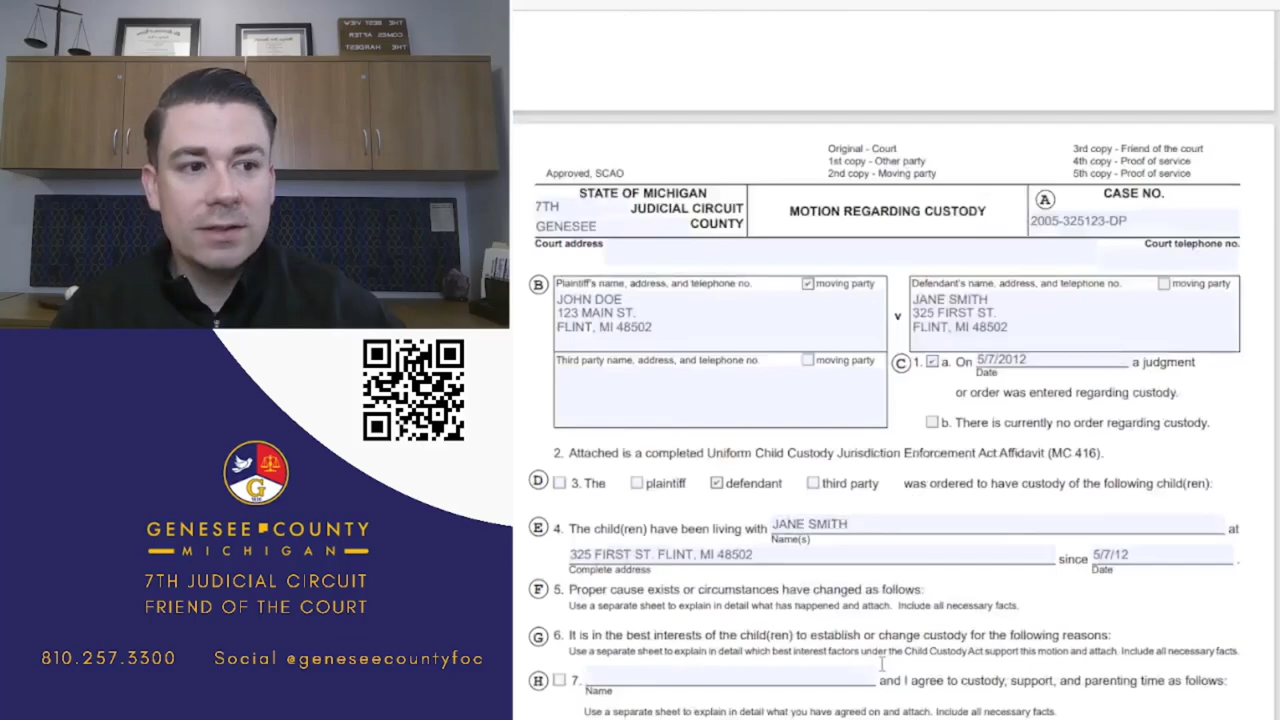 THE BEST VIEW
COMES AFTER
THE HARDEST
GENESEE COUNTY
MICHIGAN
7TH JUDICIAL CIRCUIT
FRIEND OF THE COURT
810.257.3300 Social @geneseecountyfoc
Original - Court
1st copy - Other party
2nd copy - Moving party
3rd copy - Friend of the court
4th copy - Proof of service
5th copy - Proof of service
Approved, SCAO
STATE OF MICHIGAN
7TH JUDICIAL CIRCUIT
GENESEE COUNTY
MOTION REGARDING CUSTODY
A CASE NO.
2005-325123-DP
Court address
Court telephone no.
B Plaintiff's name, address, and telephone no. moving party
JOHN DOE
123 MAIN ST.
FLINT, MI 48502
v
Defendant's name, address, and telephone no. moving party
JANE SMITH
325 FIRST ST.
FLINT, MI 48502
Third party name, address, and telephone no. moving party
C 1. a. On 5/7/2012 a judgment
Date
or order was entered regarding custody.
b. There is currently no order regarding custody.
2. Attached is a completed Uniform Child Custody Jurisdiction Enforcement Act Affidavit (MC 416).
D 3. The plaintiff defendant third party was ordered to have custody of the following child(ren):
E 4. The child(ren) have been living with JANE SMITH at
Name(s)
325 FIRST ST. FLINT, MI 48502 since 5/7/12 .
Complete address Date
F 5. Proper cause exists or circumstances have changed as follows:
Use a separate sheet to explain in detail what has happened and attach. Include all necessary facts.
G 6. It is in the best interests of the child(ren) to establish or change custody for the following reasons:
Use a separate sheet to explain in detail which best interest factors under the Child Custody Act support this motion and attach. Include all necessary facts.
H 7. and I agree to custody, support, and parenting time as follows:
Name
Use a separate sheet to explain in detail what you have agreed on and attach. Include all necessary facts.